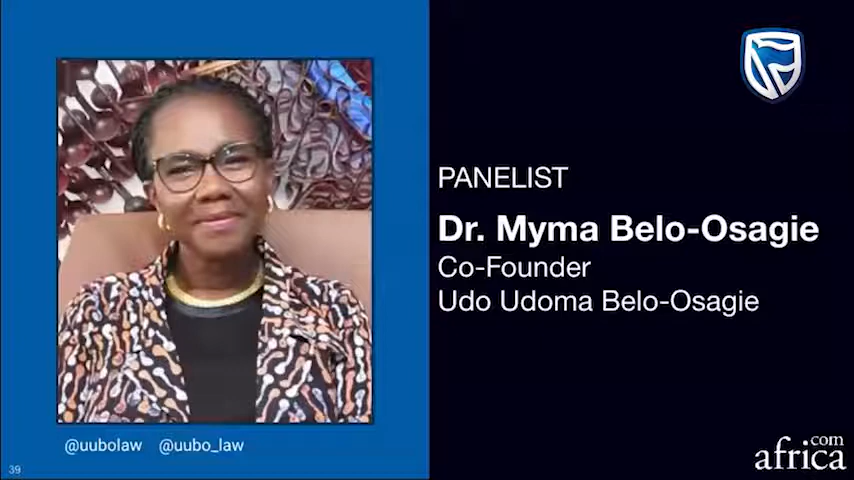 PANELIST
Dr. Myma Belo-Osagie
Co-Founder
Udo Udoma Belo-Osagie
@uubolaw @uubo_law
39
africa.com